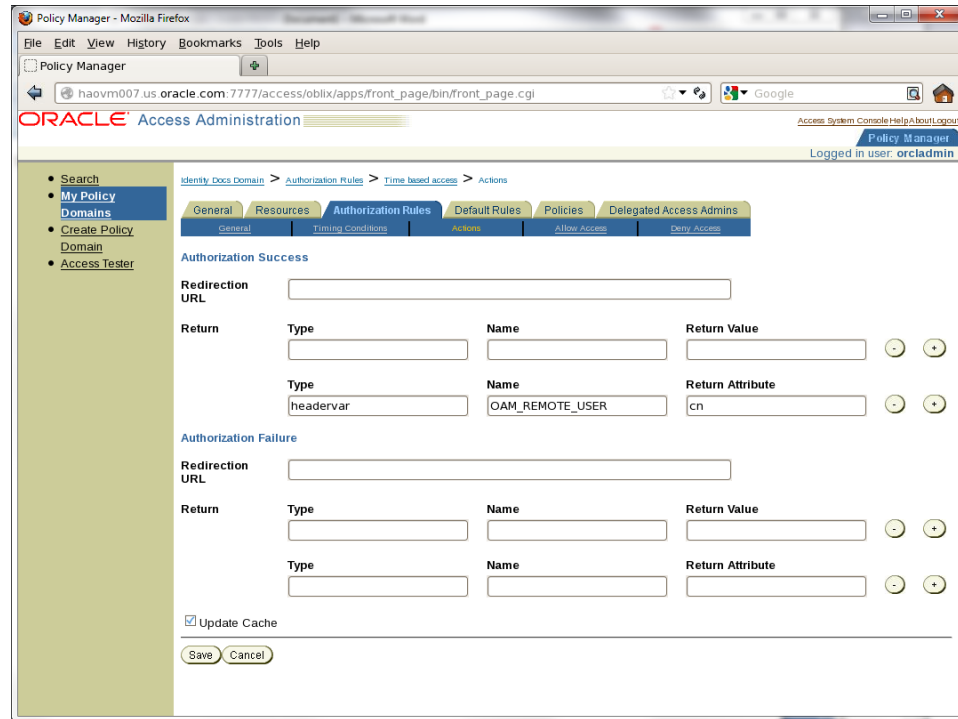 Policy Manager - Mozilla Firefox
File Edit View History Bookmarks Tools Help
Policy Manager
haovm007.us.oracle.com:7777/access/oblix/apps/front_page/bin/front_page.cgi
Google
ORACLE Access Administration
Access System Console Help About Logout
Policy Manager
Logged in user: orcladmin
Search
My Policy
Domains
Create Policy
Domain
Access Tester
Identity Docs Domain > Authorization Rules > Time based access > Actions
General Resources Authorization Rules Default Rules Policies Delegated Access Admins
General Timing Conditions Actions Allow Access Deny Access
Authorization Success
Redirection
URL
Return Type Name Return Value
- +
Type Name Return Attribute
headervar OAM_REMOTE_USER cn - +
Authorization Failure
Redirection
URL
Return Type Name Return Value
- +
Type Name Return Attribute
- +
Update Cache
Save Cancel